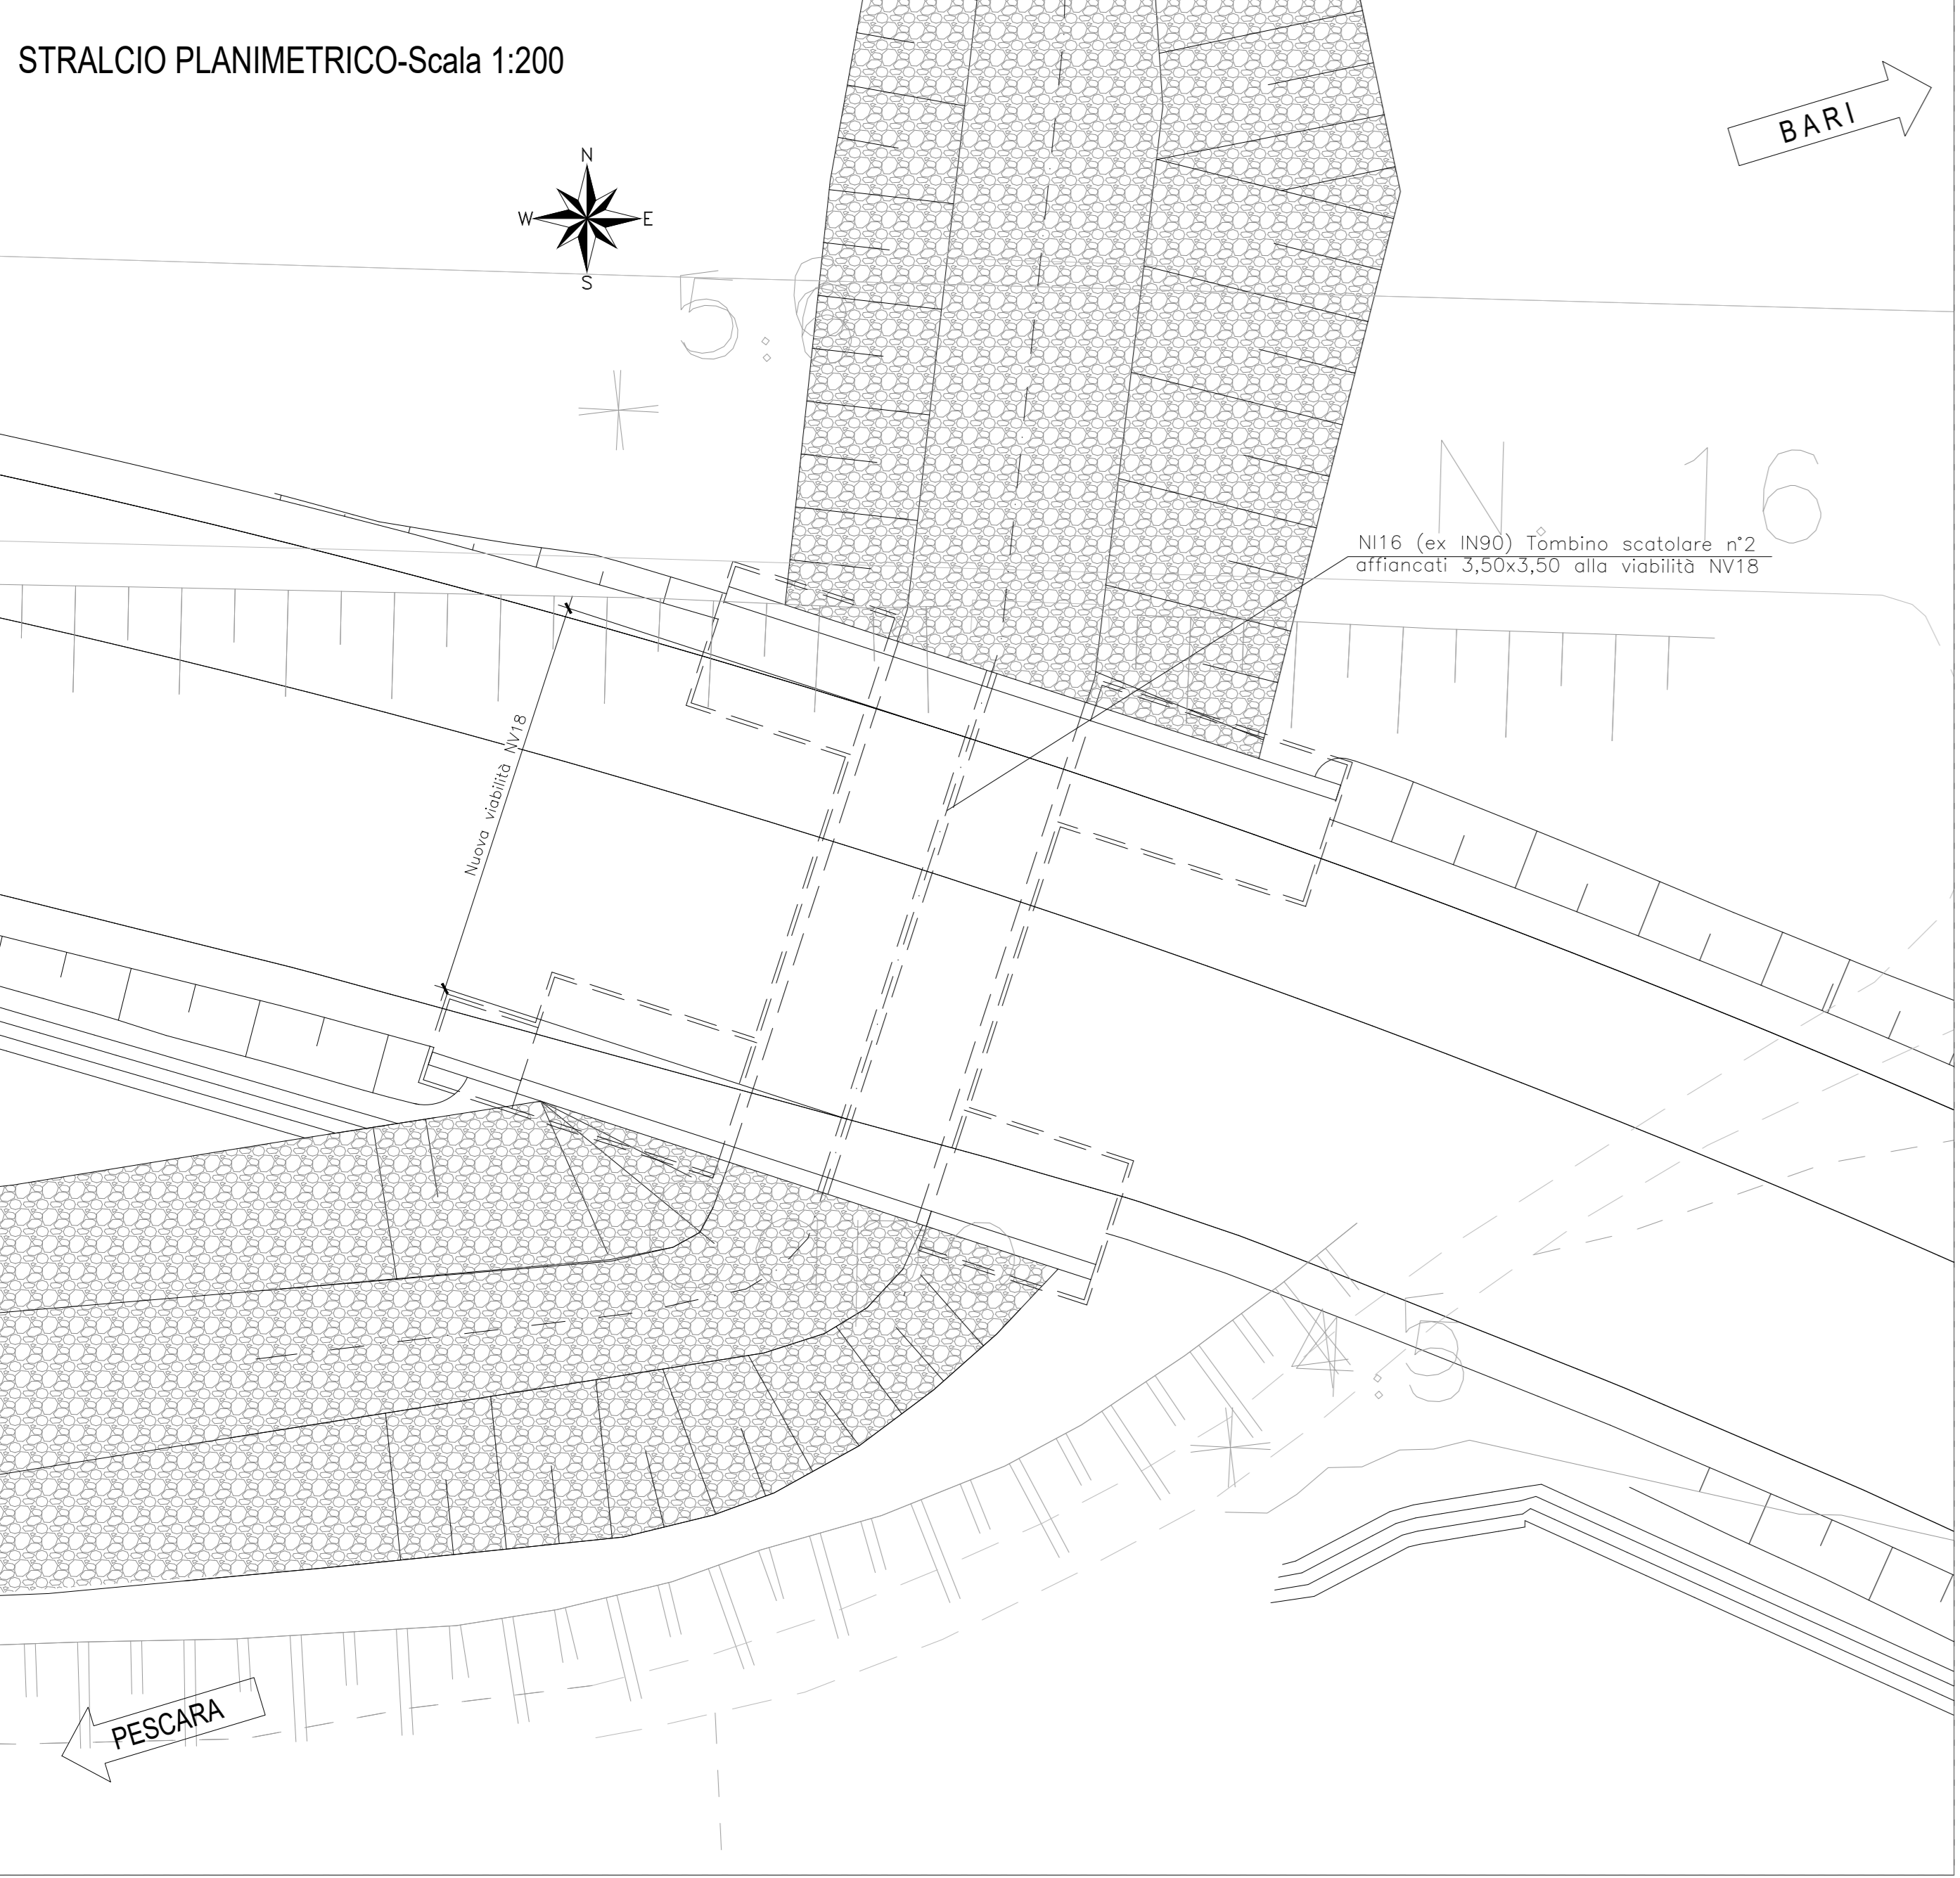 STRALCIO PLANIMETRICO-Scala 1:200
BARI
N
W E
S
N. 16
NI16 (ex IN90) Tombino scatolare n°2
affiancati 3,50x3,50 alla viabilità NV18
Nuova viabilità NV18
PESCARA